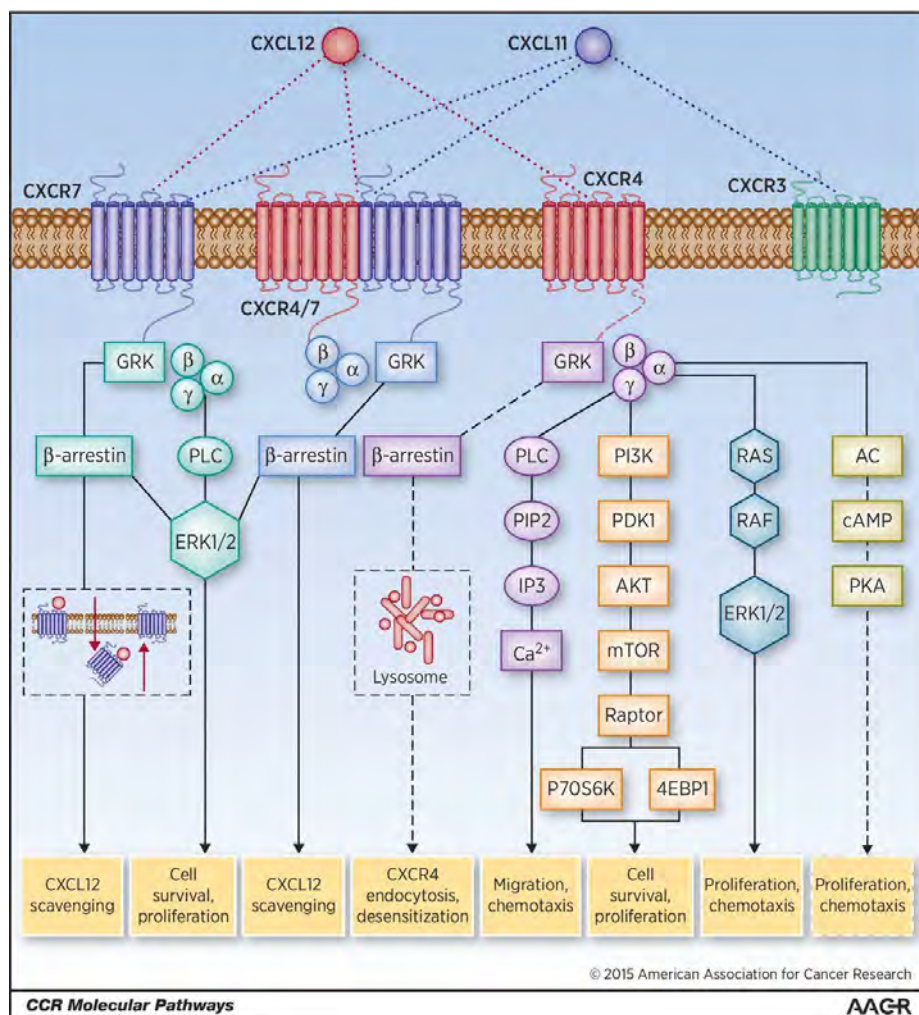 CXCL12
CXCL11
CXCR7
CXCR4
CXCR3
CXCR4/7
GRK
β
α
γ
β
α
γ
GRK
GRK
β
α
γ
β-arrestin
PLC
β-arrestin
β-arrestin
PLC
PI3K
RAS
AC
ERK1/2
PIP2
PDK1
RAF
cAMP
IP3
AKT
ERK1/2
PKA
Lysosome
Ca²⁺
mTOR
Raptor
P70S6K
4EBP1
CXCL12
scavenging
Cell
survival,
proliferation
CXCL12
scavenging
CXCR4
endocytosis,
desensitization
Migration,
chemotaxis
Cell
survival,
proliferation
Proliferation,
chemotaxis
Proliferation,
chemotaxis
© 2015 American Association for Cancer Research
CCR Molecular Pathways
AACR